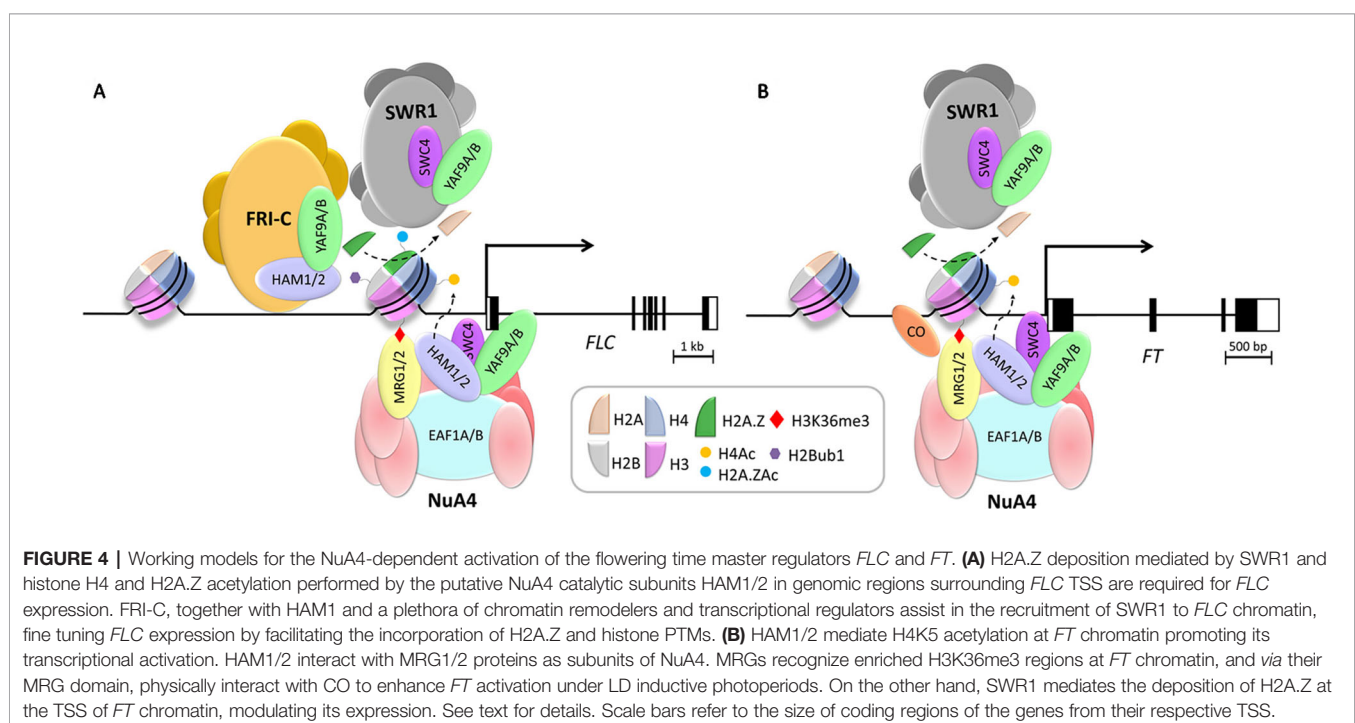 A
SWR1
SWC4
YAF9A/B
FRI-C
YAF9A/B
HAM1/2
MRG1/2
HAM1/2
SWC4
YAF9A/B
EAF1A/B
NuA4
FLC
1 kb
B
SWR1
SWC4
YAF9A/B
CO
MRG1/2
HAM1/2
SWC4
YAF9A/B
EAF1A/B
NuA4
FT
500 bp
H2A H4 H2A.Z H3K36me3
H2B H3 H4Ac H2Bub1
H2A.ZAc
FIGURE 4 | Working models for the NuA4-dependent activation of the flowering time master regulators FLC and FT. (A) H2A.Z deposition mediated by SWR1 and
histone H4 and H2A.Z acetylation performed by the putative NuA4 catalytic subunits HAM1/2 in genomic regions surrounding FLC TSS are required for FLC
expression. FRI-C, together with HAM1 and a plethora of chromatin remodelers and transcriptional regulators assist in the recruitment of SWR1 to FLC chromatin,
fine tuning FLC expression by facilitating the incorporation of H2A.Z and histone PTMs. (B) HAM1/2 mediate H4K5 acetylation at FT chromatin promoting its
transcriptional activation. HAM1/2 interact with MRG1/2 proteins as subunits of NuA4. MRGs recognize enriched H3K36me3 regions at FT chromatin, and via their
MRG domain, physically interact with CO to enhance FT activation under LD inductive photoperiods. On the other hand, SWR1 mediates the deposition of H2A.Z at
the TSS of FT chromatin, modulating its expression. See text for details. Scale bars refer to the size of coding regions of the genes from their respective TSS.